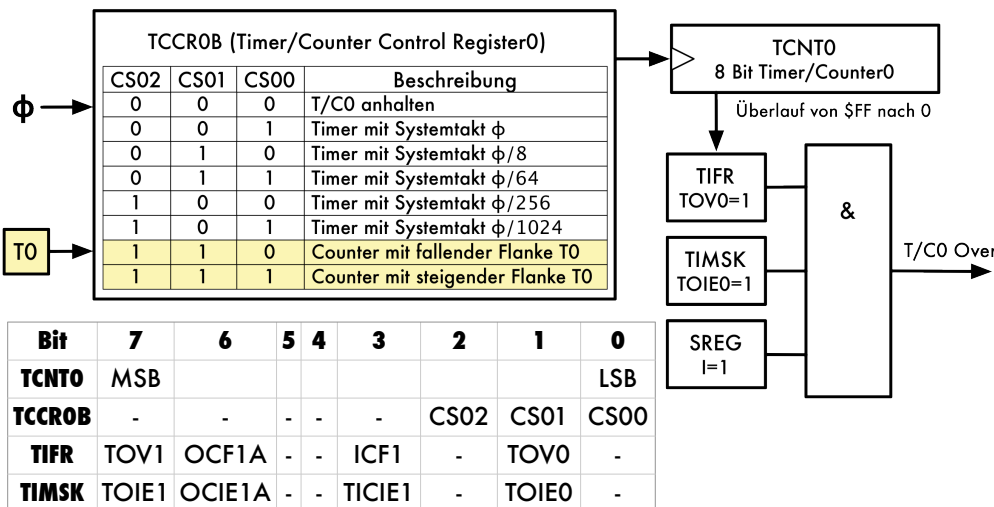 TCCR0B (Timer/Counter Control Register0)
CS02 CS01 CS00 Beschreibung
0 0 0 T/C0 anhalten
0 0 1 Timer mit Systemtakt ϕ
0 1 0 Timer mit Systemtakt ϕ/8
0 1 1 Timer mit Systemtakt ϕ/64
1 0 0 Timer mit Systemtakt ϕ/256
1 0 1 Timer mit Systemtakt ϕ/1024
1 1 0 Counter mit fallender Flanke T0
1 1 1 Counter mit steigender Flanke T0
ϕ
T0
TCNT0
8 Bit Timer/Counter0
Überlauf von $FF nach 0
TIFR
TOV0=1
TIMSK
TOIE0=1
SREG
I=1
&
T/C0 Over
Bit 7 6 5 4 3 2 1 0
TCNT0 MSB LSB
TCCR0B - - - - - CS02 CS01 CS00
TIFR TOV1 OCF1A - - ICF1 - TOV0 -
TIMSK TOIE1 OCIE1A - - TICIE1 - TOIE0 -